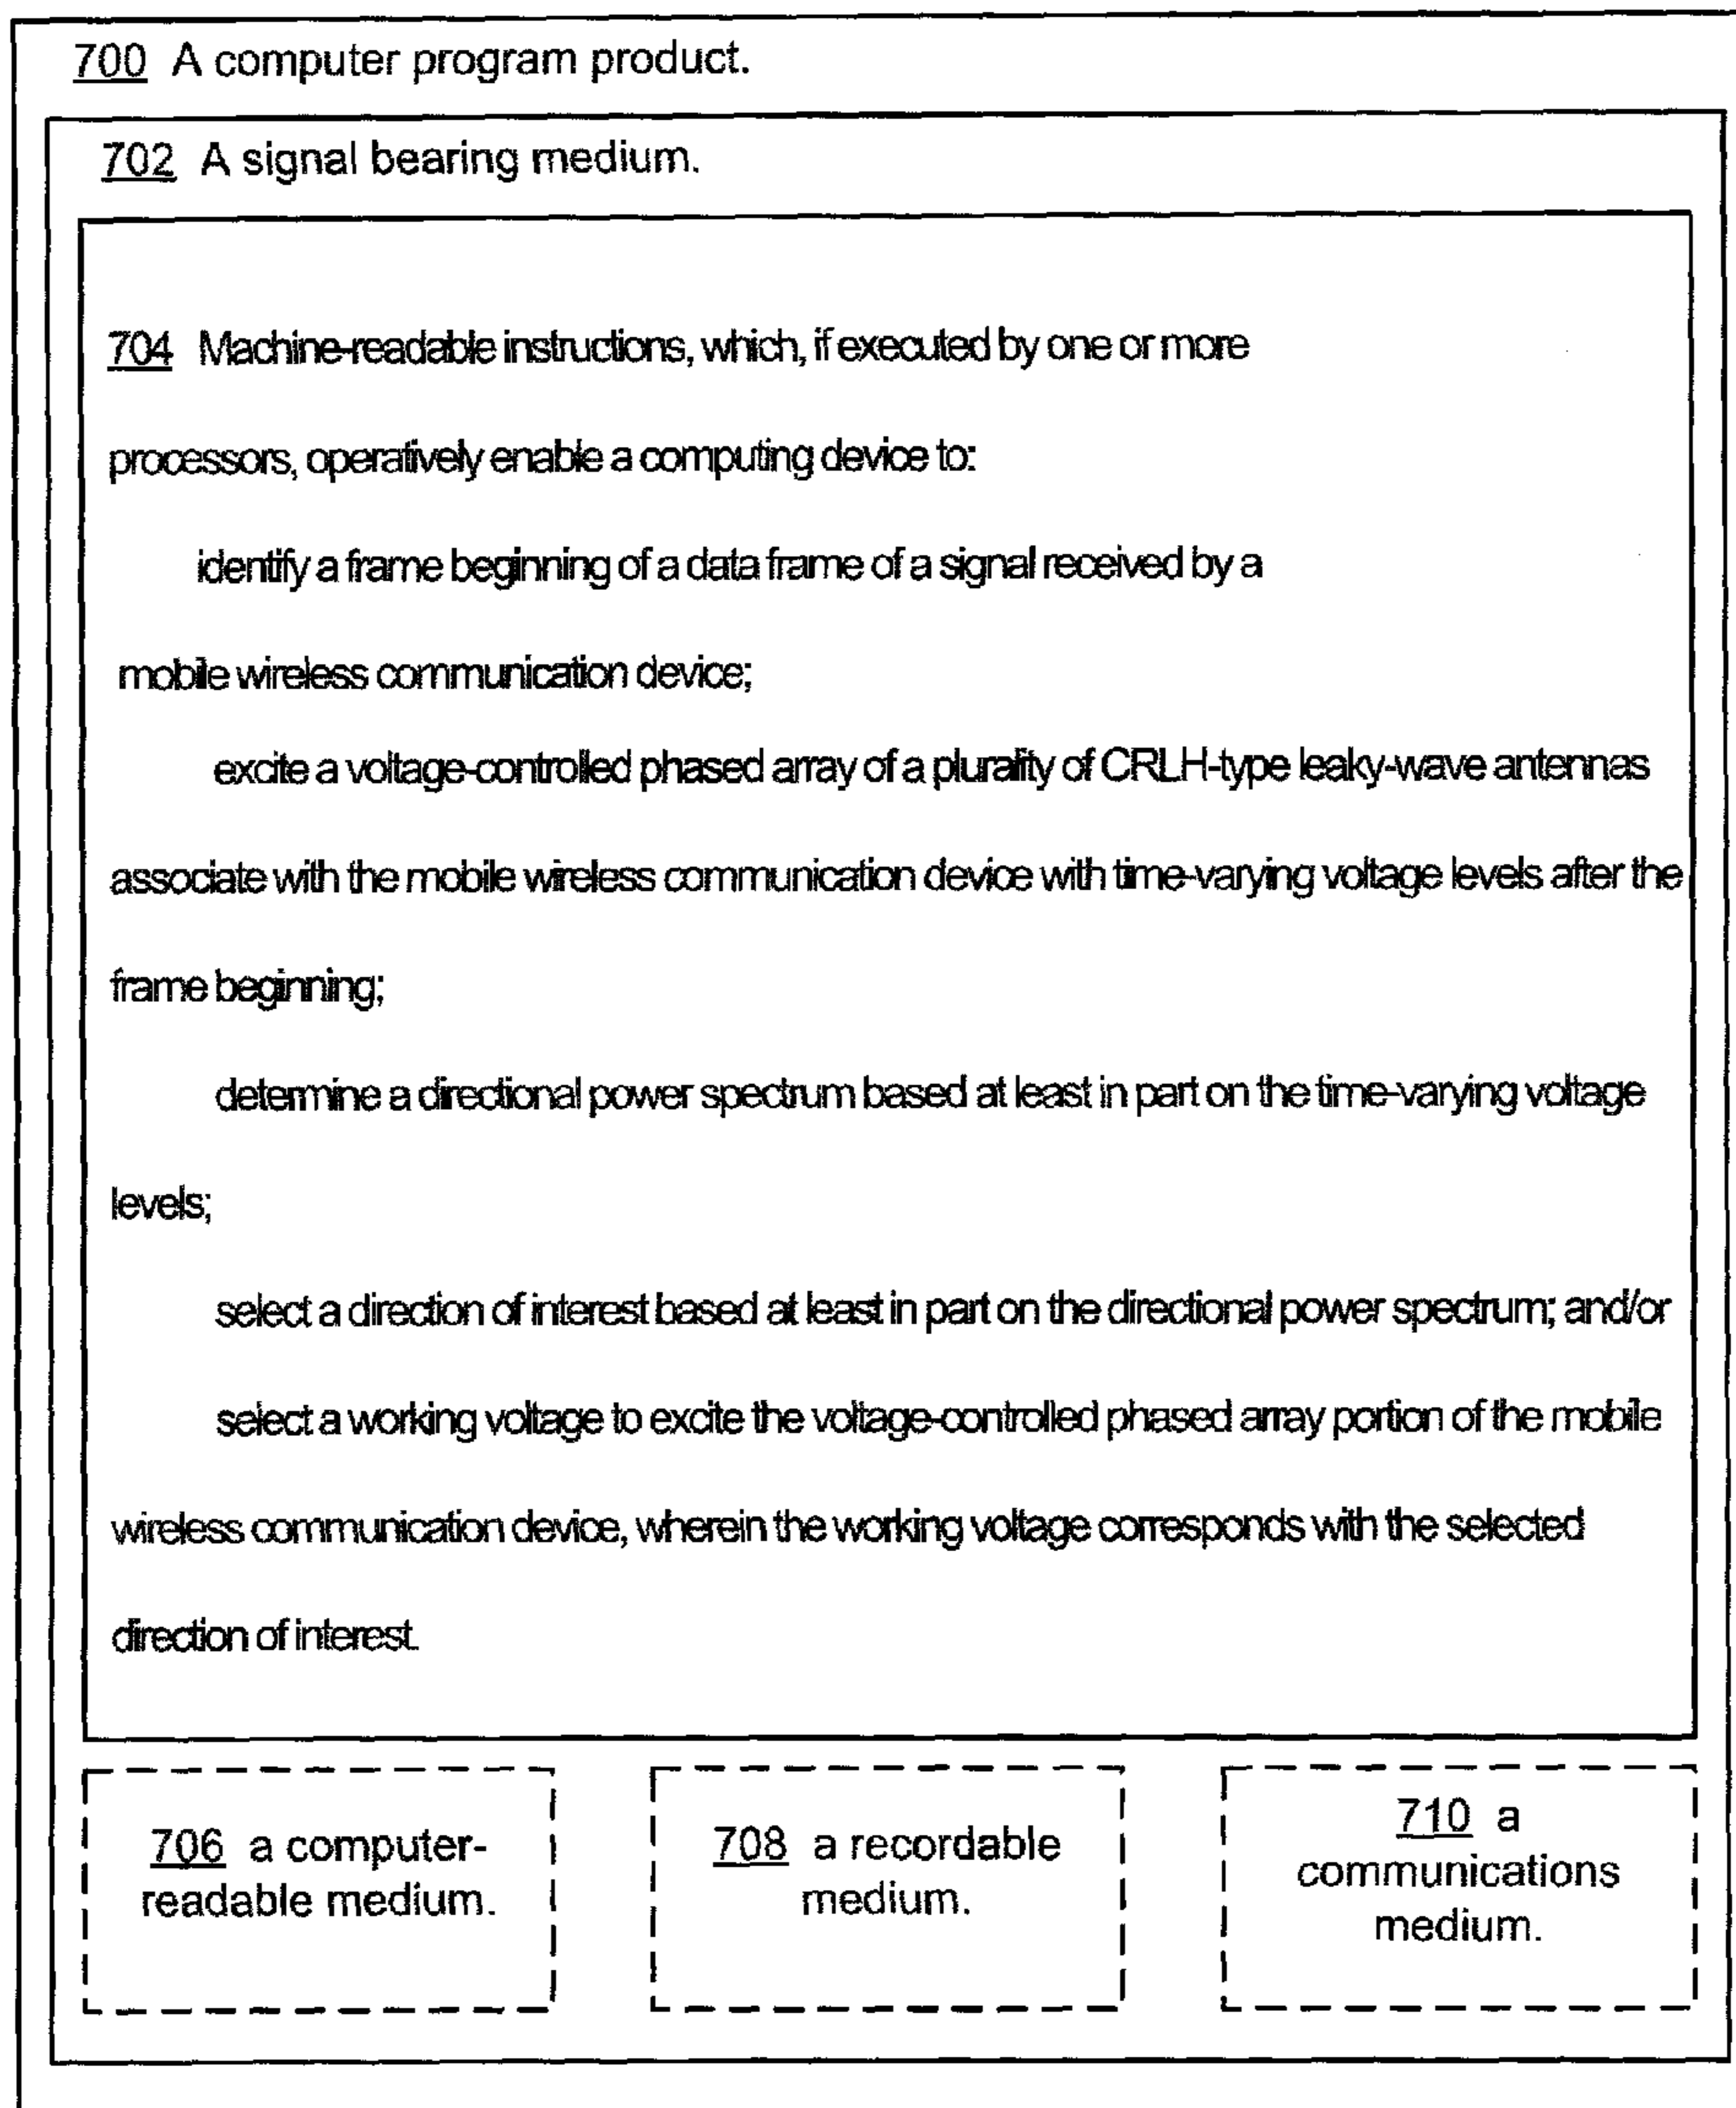 700 A computer program product.
702 A signal bearing medium.
704 Machine-readable instructions, which, if executed by one or more
processors, operatively enable a computing device to:
identify a frame beginning of a data frame of a signal received by a
mobile wireless communication device;
excite a voltage-controlled phased array of a plurality of CRLH-type leaky-wave antennas
associate with the mobile wireless communication device with time-varying voltage levels after the
frame beginning;
determine a directional power spectrum based at least in part on the time-varying voltage
levels;
select a direction of interest based at least in part on the directional power spectrum; and/or
select a working voltage to excite the voltage-controlled phased array portion of the mobile
wireless communication device, wherein the working voltage corresponds with the selected
direction of interest.
706 a computer-
readable medium.
708 a recordable
medium.
710 a
communications
medium.